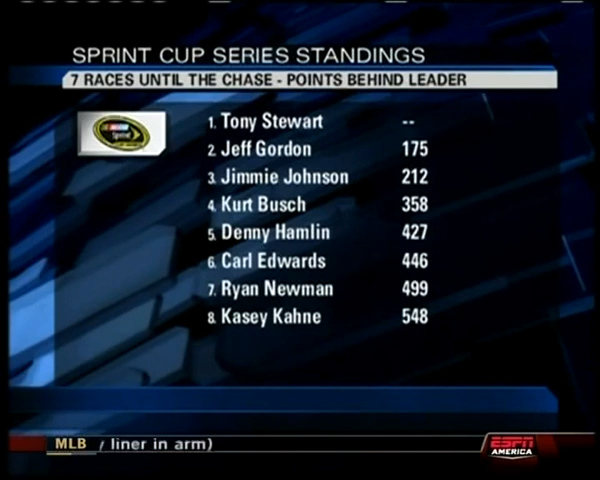 SPRINT CUP SERIES STANDINGS
7 RACES UNTIL THE CHASE - POINTS BEHIND LEADER
NASCAR
Sprint
1. Tony Stewart --
2. Jeff Gordon 175
3. Jimmie Johnson 212
4. Kurt Busch 358
5. Denny Hamlin 427
6. Carl Edwards 446
7. Ryan Newman 499
8. Kasey Kahne 548
MLB / liner in arm)
ESPN
AMERICA